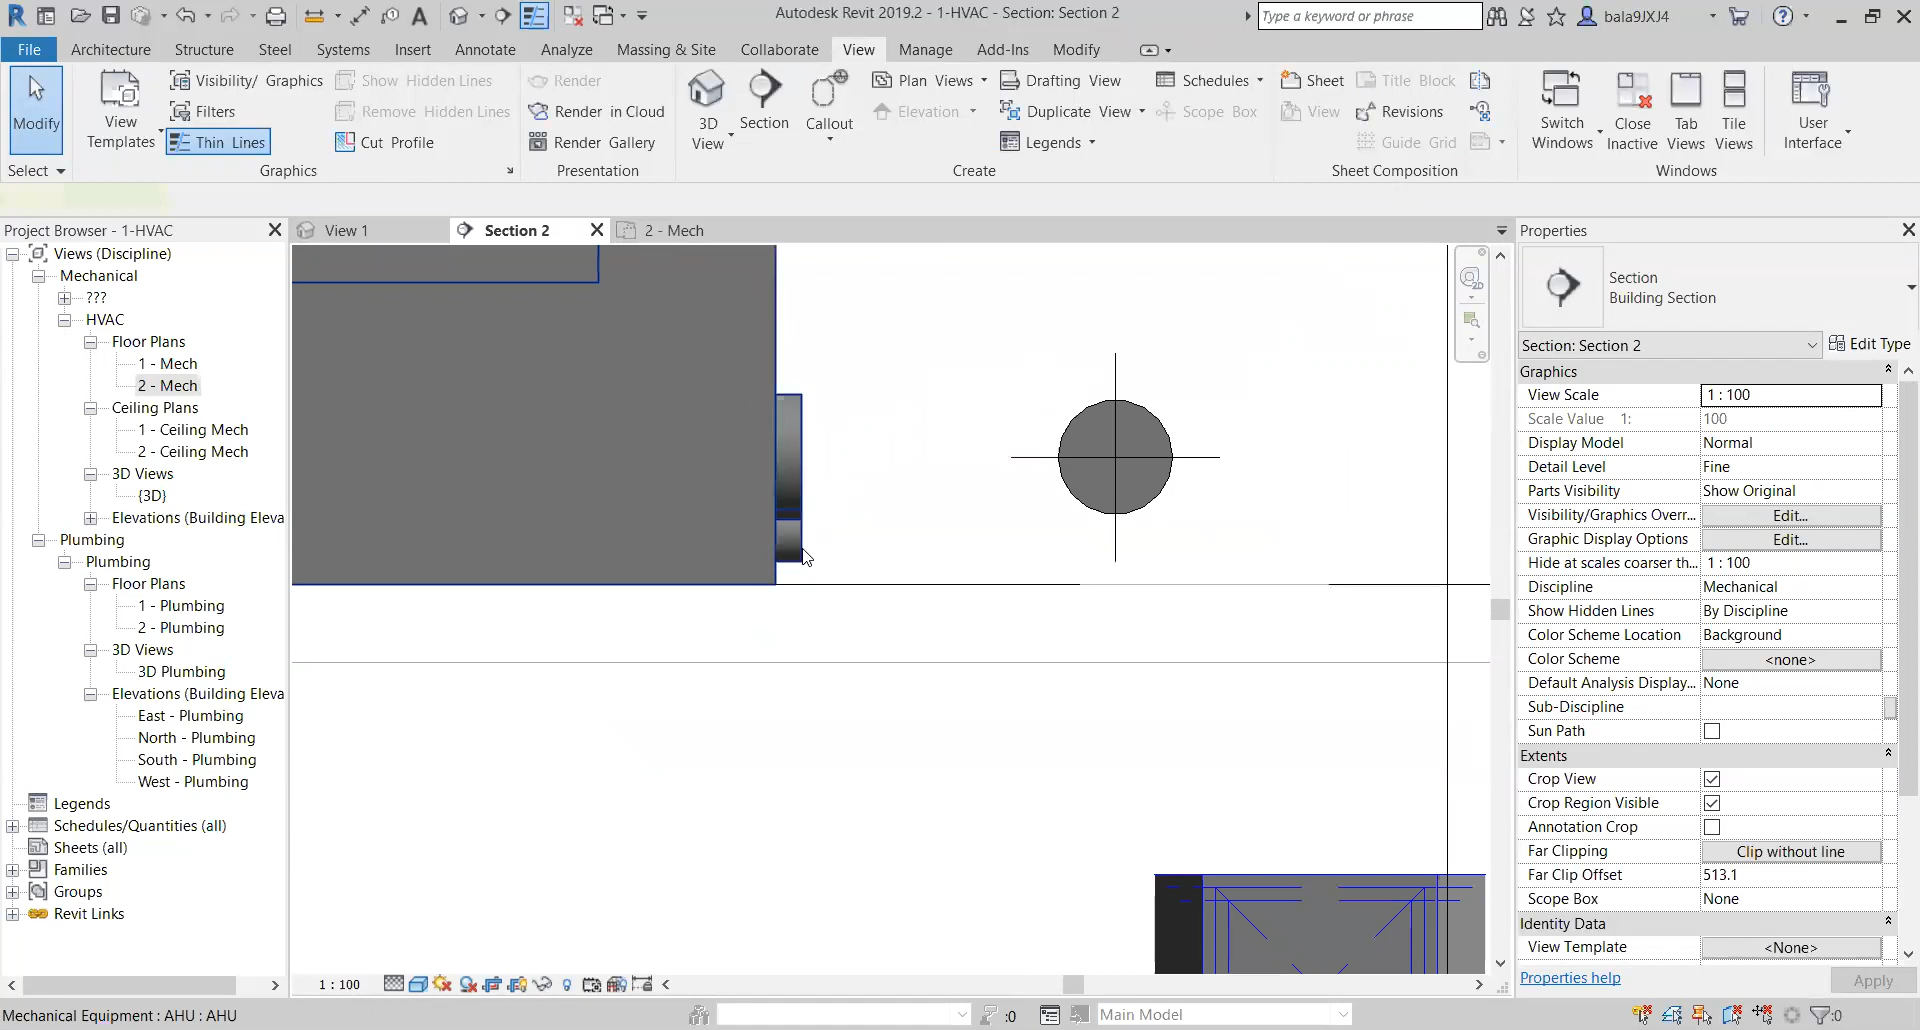 Autodesk Revit 2019.2 - 1-HVAC - Section: Section 2
Type a keyword or phrase
bala9JXJ4
File Architecture Structure Steel Systems Insert Annotate Analyze Massing & Site Collaborate View Manage Add-Ins Modify
Modify
View Templates
Visibility/ Graphics
Filters
Thin Lines
Show Hidden Lines
Remove Hidden Lines
Cut Profile
Render
Render in Cloud
Render Gallery
3D View
Section
Callout
Plan Views
Elevation
Drafting View
Duplicate View
Legends
Schedules
Scope Box
Sheet
View
Title Block
Revisions
Guide Grid
Switch Windows
Close Inactive
Tab Views
Tile Views
User Interface
Select Graphics Presentation Create Sheet Composition Windows
Project Browser - 1-HVAC
View 1
Section 2
2 - Mech
Views (Discipline)
Mechanical
???
HVAC
Floor Plans
1 - Mech
2 - Mech
Ceiling Plans
1 - Ceiling Mech
2 - Ceiling Mech
3D Views
{3D}
Elevations (Building Eleva
Plumbing
Plumbing
Floor Plans
1 - Plumbing
2 - Plumbing
3D Views
3D Plumbing
Elevations (Building Eleva
East - Plumbing
North - Plumbing
South - Plumbing
West - Plumbing
Legends
Schedules/Quantities (all)
Sheets (all)
Families
Groups
Revit Links
2D
Properties
Section
Building Section
Section: Section 2 Edit Type
Graphics
View Scale 1 : 100
Scale Value 1: 100
Display Model Normal
Detail Level Fine
Parts Visibility Show Original
Visibility/Graphics Overr... Edit...
Graphic Display Options Edit...
Hide at scales coarser th... 1 : 100
Discipline Mechanical
Show Hidden Lines By Discipline
Color Scheme Location Background
Color Scheme <none>
Default Analysis Display... None
Sub-Discipline
Sun Path
Extents
Crop View
Crop Region Visible
Annotation Crop
Far Clipping Clip without line
Far Clip Offset 513.1
Scope Box None
Identity Data
View Template <None>
Properties help Apply
1 : 100
Mechanical Equipment : AHU : AHU
:0
Main Model
:0